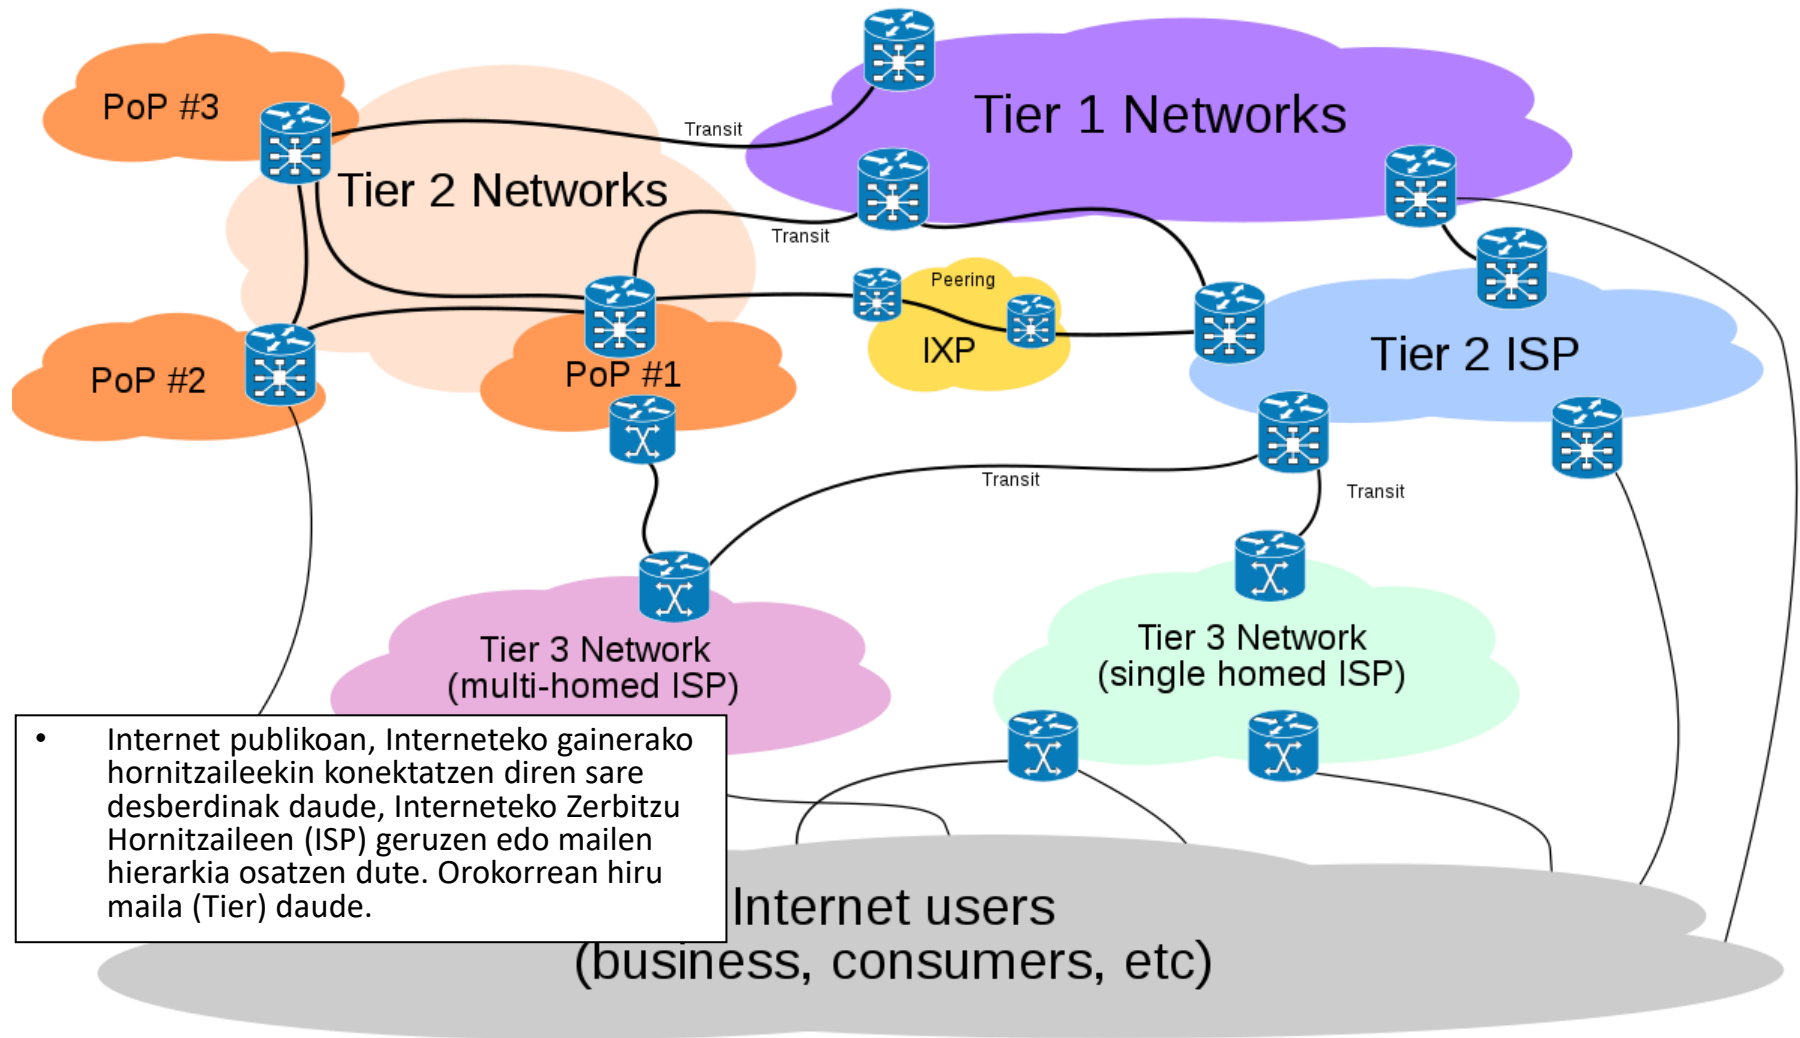 PoP #3
Tier 1 Networks
Transit
Tier 2 Networks
Transit
Peering
IXP
Tier 2 ISP
PoP #2
PoP #1
Transit
Transit
Tier 3 Network
(multi-homed ISP)
Tier 3 Network
(single homed ISP)
• Internet publikoan, Interneteko gainerako
hornitzaileekin konektatzen diren sare
desberdinak daude, Interneteko Zerbitzu
Hornitzaileen (ISP) geruzen edo mailen
hierarkia osatzen dute. Orokorrean hiru
maila (Tier) daude.
Internet users
(business, consumers, etc)